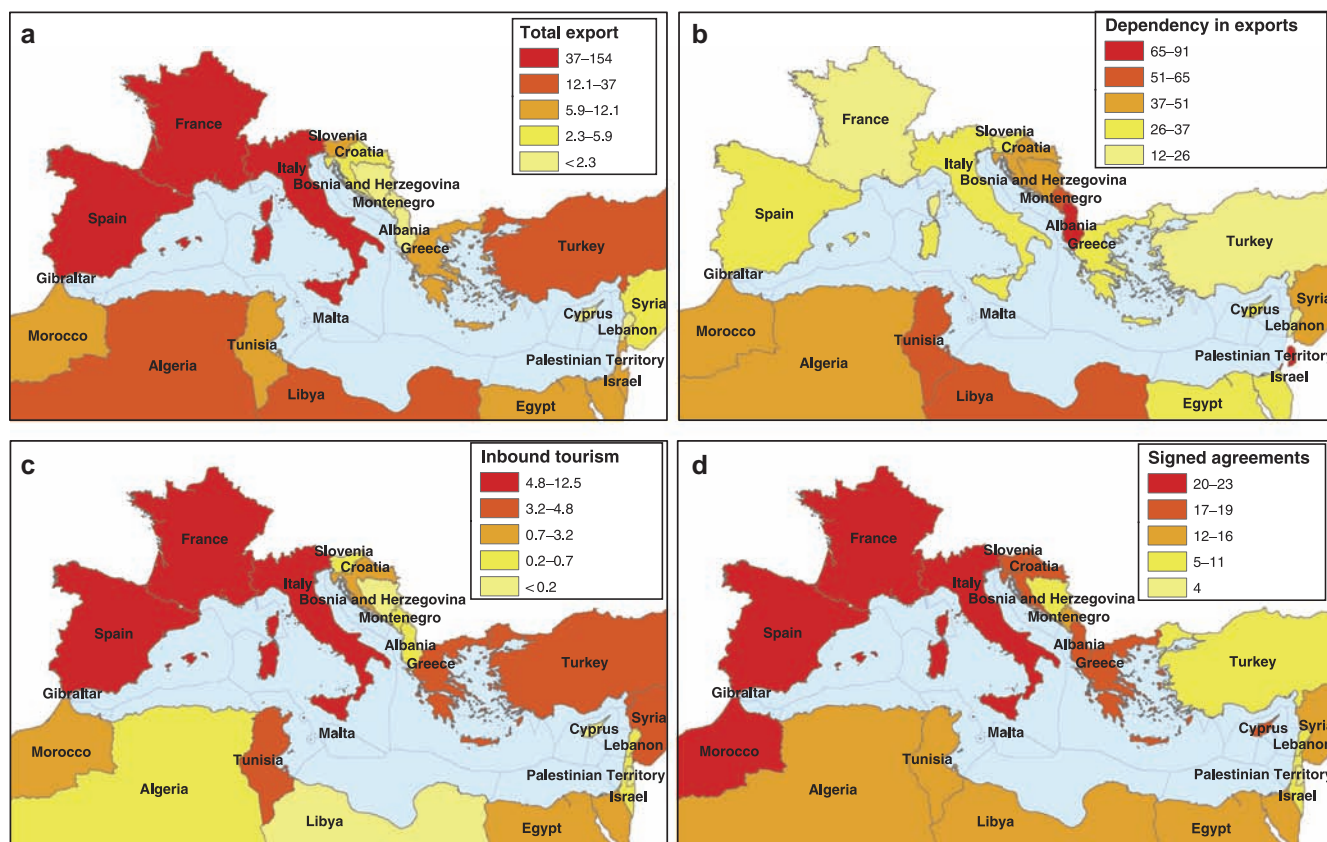 a
Total export
37–154
12.1–37
5.9–12.1
2.3–5.9
<2.3
France
Slovenia
Croatia
Italy
Bosnia and Herzegovina
Montenegro
Spain
Albania
Greece
Turkey
Gibraltar
Malta
Cyprus
Syria
Lebanon
Morocco
Tunisia
Algeria
Palestinian Territory
Israel
Libya
Egypt
b
Dependency in exports
65–91
51–65
37–51
26–37
12–26
France
Slovenia
Croatia
Italy
Bosnia and Herzegovina
Montenegro
Spain
Albania
Greece
Turkey
Gibraltar
Malta
Cyprus
Syria
Lebanon
Morocco
Tunisia
Algeria
Palestinian Territory
Israel
Libya
Egypt
c
Inbound tourism
4.8–12.5
3.2–4.8
0.7–3.2
0.2–0.7
<0.2
France
Slovenia
Croatia
Italy
Bosnia and Herzegovina
Montenegro
Spain
Albania
Greece
Turkey
Gibraltar
Malta
Cyprus
Syria
Lebanon
Morocco
Tunisia
Algeria
Palestinian Territory
Israel
Libya
Egypt
d
Signed agreements
20–23
17–19
12–16
5–11
4
France
Slovenia
Croatia
Italy
Bosnia and Herzegovina
Montenegro
Spain
Albania
Greece
Turkey
Gibraltar
Malta
Cyprus
Syria
Lebanon
Morocco
Tunisia
Algeria
Palestinian Territory
Israel
Libya
Egypt